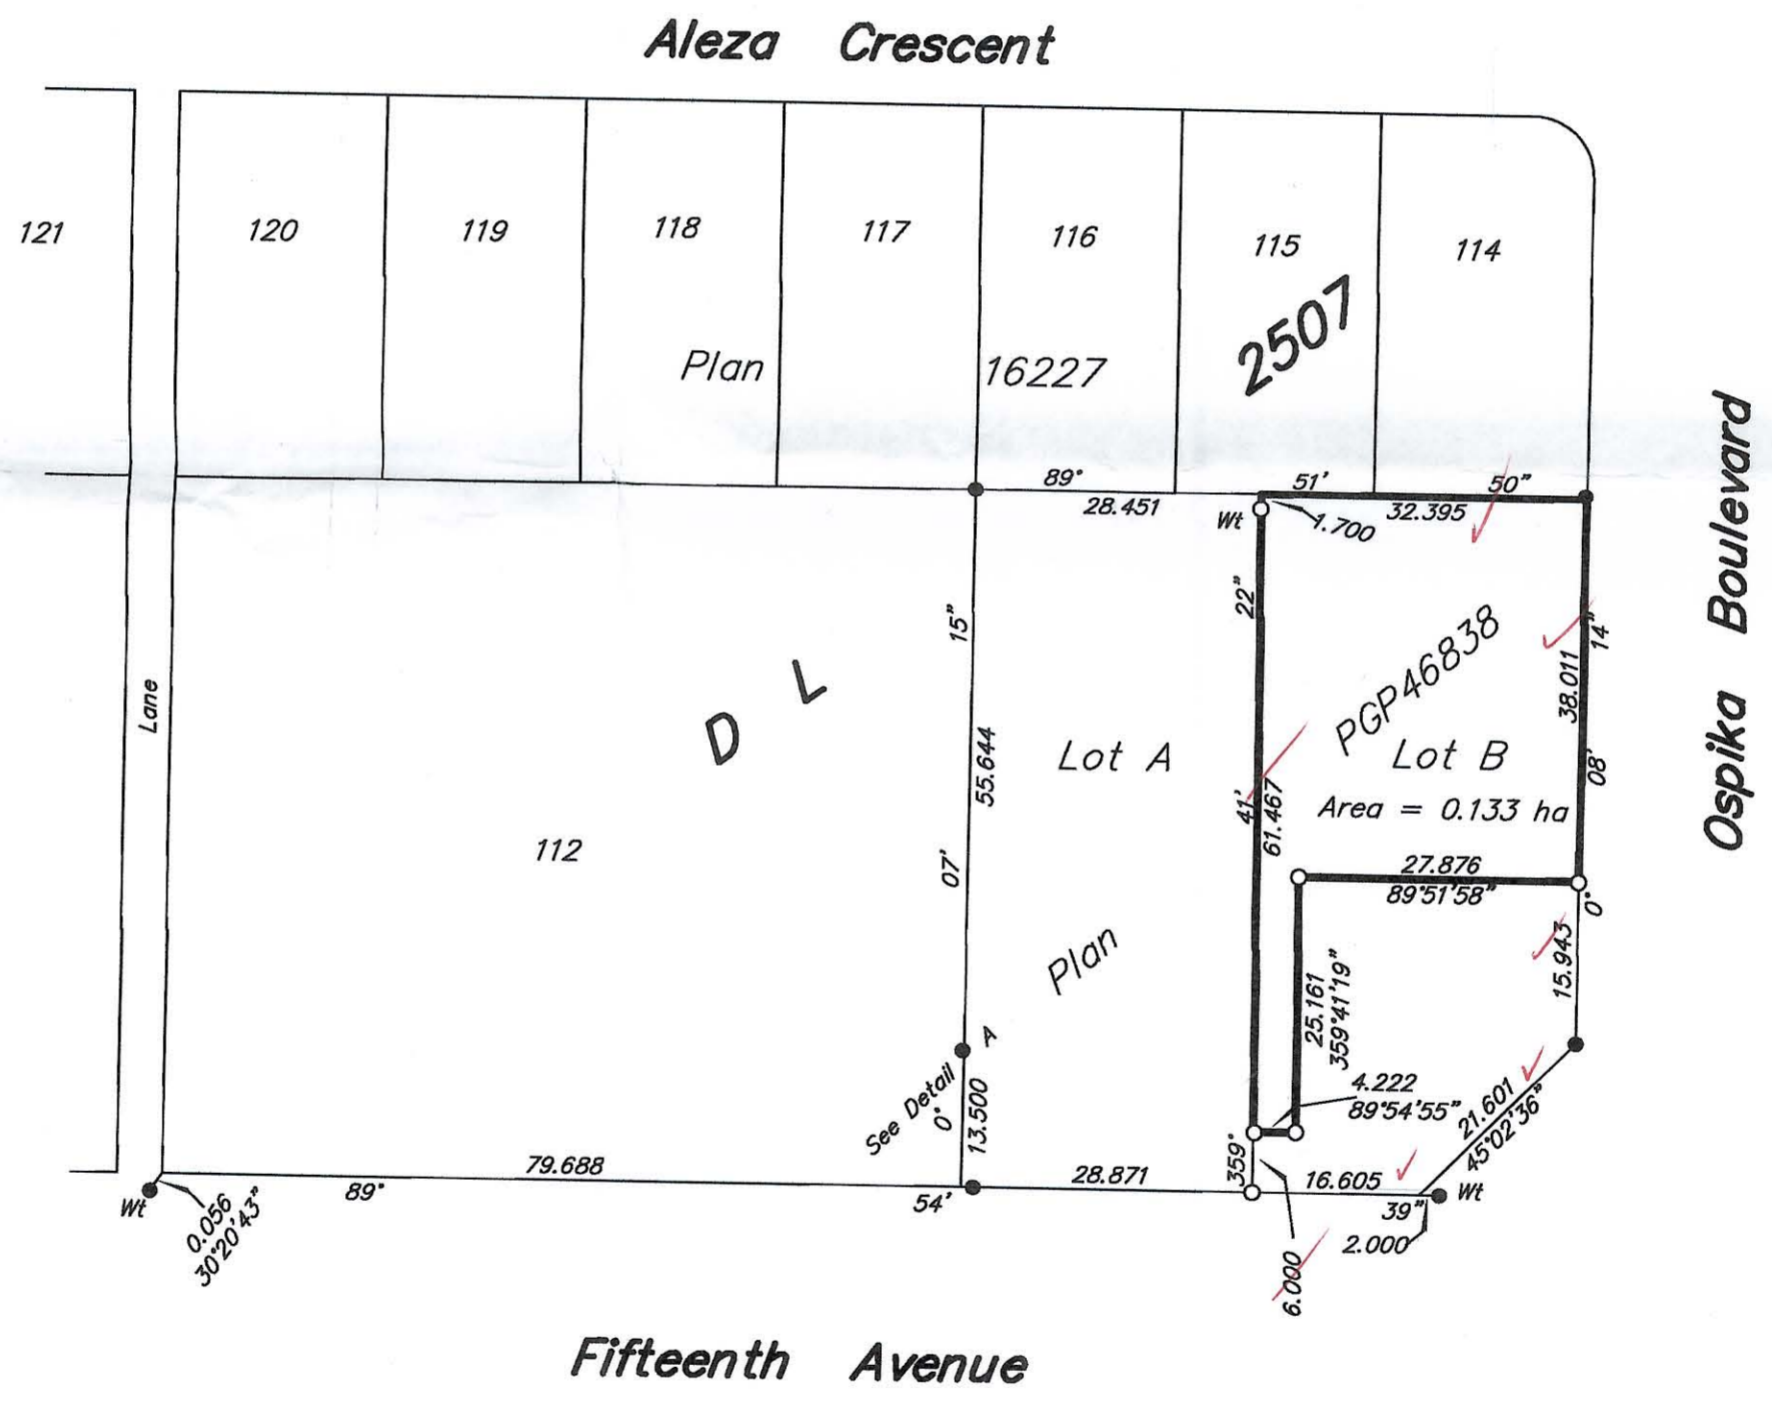 Aleza Crescent
121
120
119
118
117
116
115
114
2507
Plan 16227
89° 51' 50"
28.451
32.395
Wt
1.700
22"
15"
14"
38.011
08'
0°
PGP46838
Ospika Boulevard
D L
Lane
55.644
Lot A
Lot B
41'
61.467
Area = 0.133 ha
112
07'
27.876
89°51'58"
15.943
Plan
25.161
359°41'19"
A
See Detail
0°
13.500
4.222
89°54'55"
21.601
45°02'36"
359°
79.688
28.871
16.605
89° 54' 39"
Wt
Wt
0.056
30°20'43"
2.000
6.000
Fifteenth Avenue